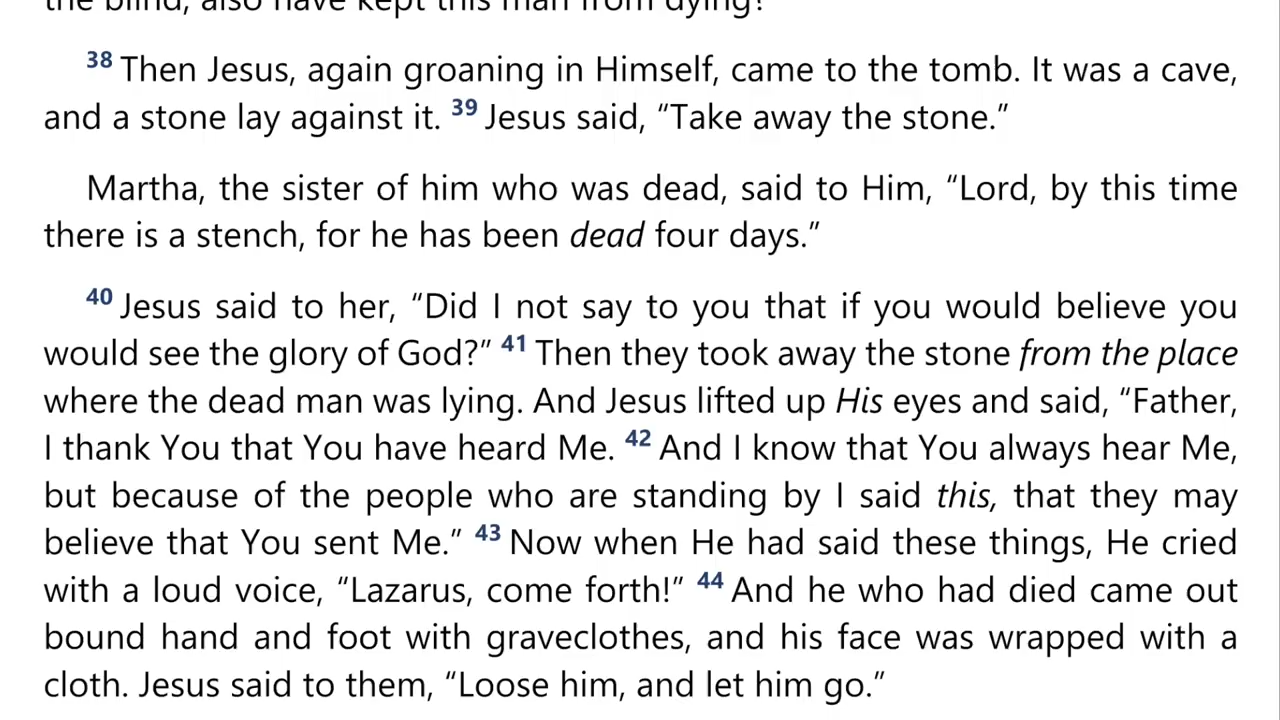 the blind, also have kept this man from dying?”
38 Then Jesus, again groaning in Himself, came to the tomb. It was a cave,
and a stone lay against it. 39 Jesus said, “Take away the stone.”
Martha, the sister of him who was dead, said to Him, “Lord, by this time
there is a stench, for he has been dead four days.”
40 Jesus said to her, “Did I not say to you that if you would believe you
would see the glory of God?” 41 Then they took away the stone from the place
where the dead man was lying. And Jesus lifted up His eyes and said, “Father,
I thank You that You have heard Me. 42 And I know that You always hear Me,
but because of the people who are standing by I said this, that they may
believe that You sent Me.” 43 Now when He had said these things, He cried
with a loud voice, “Lazarus, come forth!” 44 And he who had died came out
bound hand and foot with graveclothes, and his face was wrapped with a
cloth. Jesus said to them, “Loose him, and let him go.”